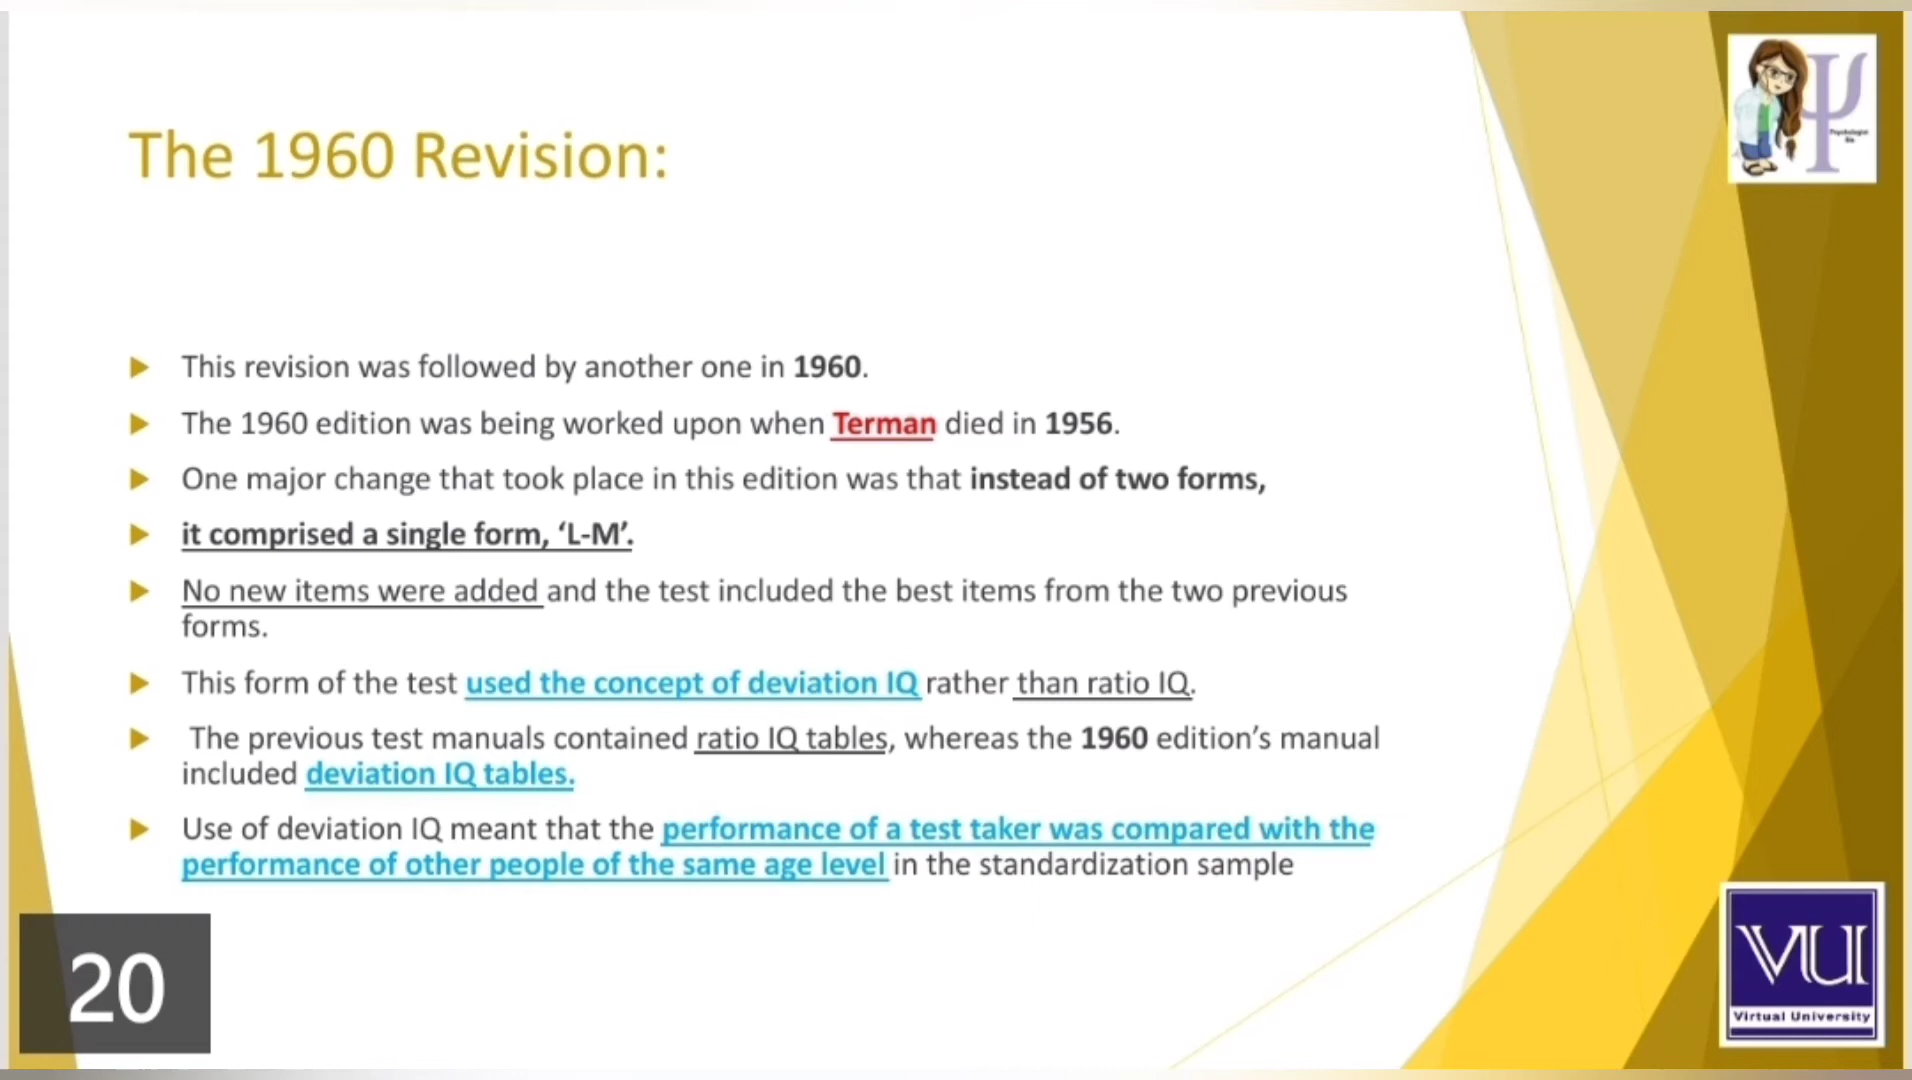 The 1960 Revision:
This revision was followed by another one in 1960.
The 1960 edition was being worked upon when Terman died in 1956.
One major change that took place in this edition was that instead of two forms,
it comprised a single form, ‘L-M’.
No new items were added and the test included the best items from the two previous
forms.
This form of the test used the concept of deviation IQ rather than ratio IQ.
The previous test manuals contained ratio IQ tables, whereas the 1960 edition’s manual
included deviation IQ tables.
Use of deviation IQ meant that the performance of a test taker was compared with the
performance of other people of the same age level in the standardization sample
20
VU
Virtual University